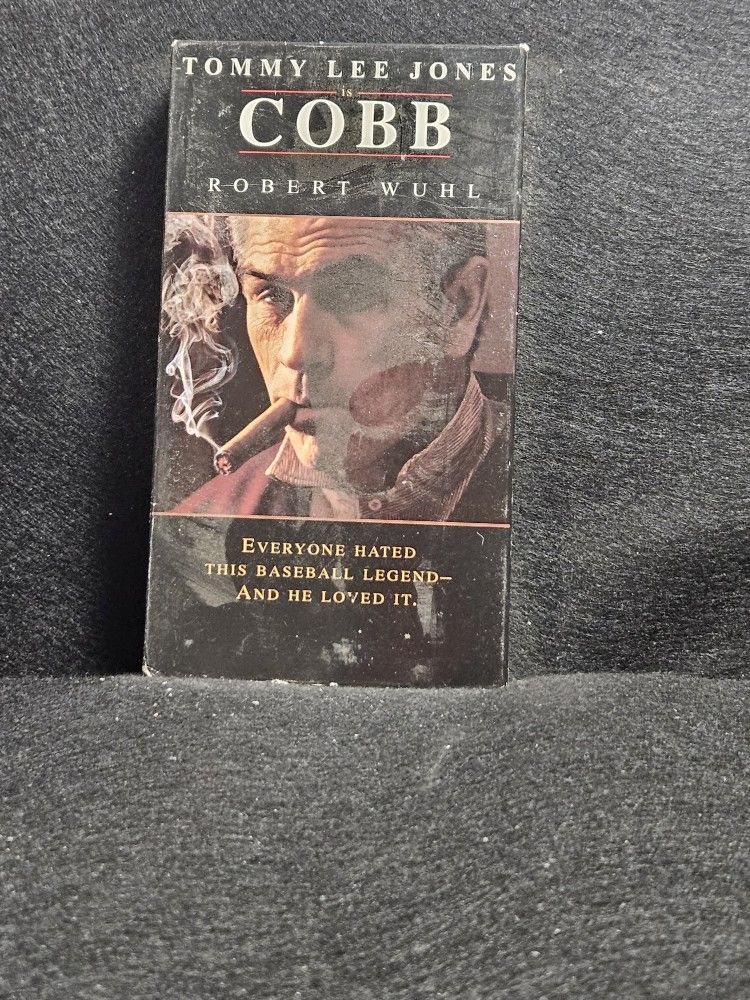 TOMMY LEE JONES
is
COBB
ROBERT WUHL
EVERYONE HATED
THIS BASEBALL LEGEND–
AND HE LOVED IT.